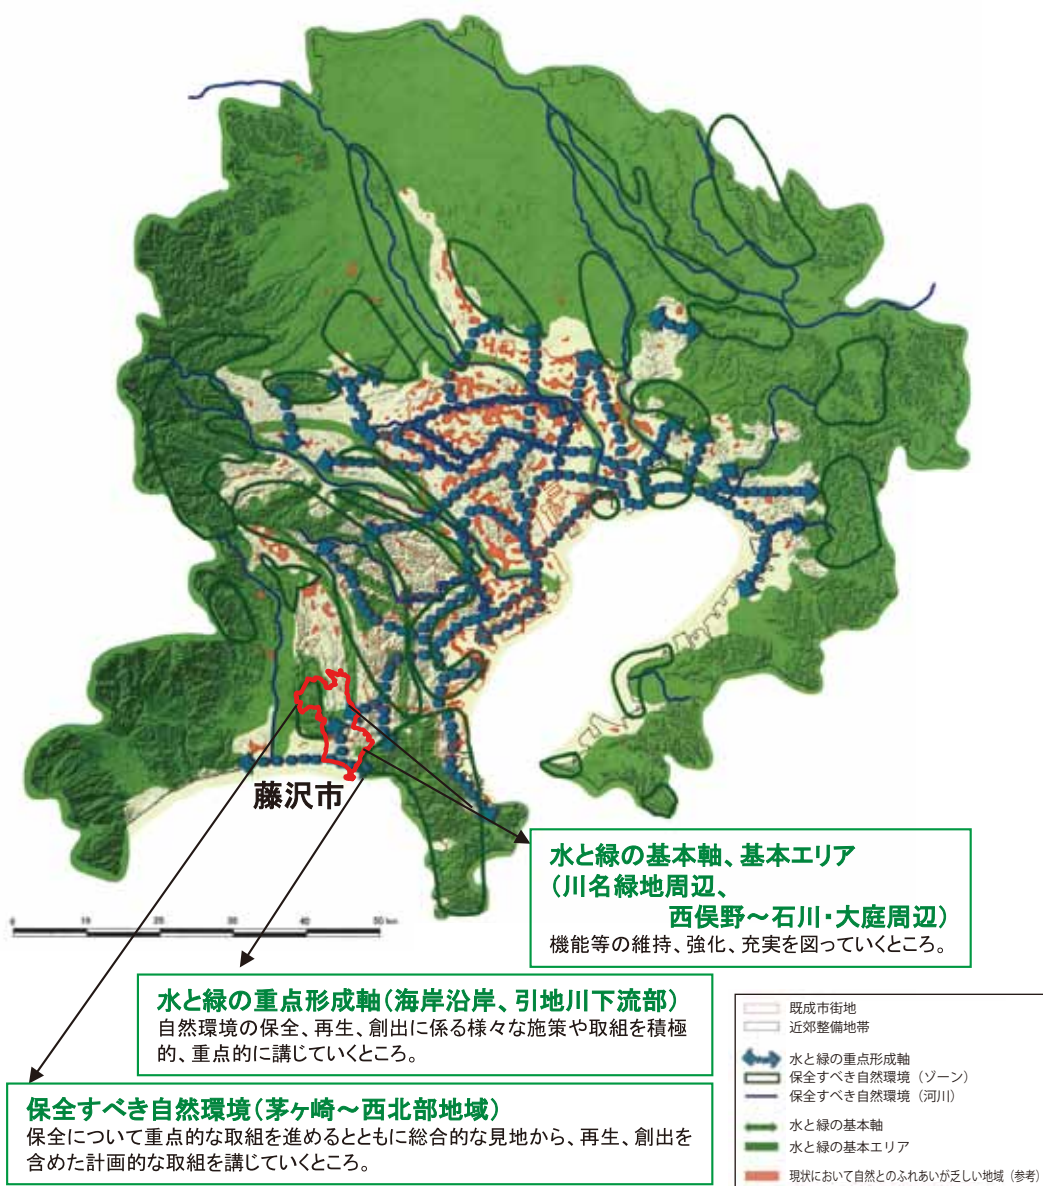 藤沢市
水と緑の基本軸、基本エリア
（川名緑地周辺、
西俣野～石川・大庭周辺）
機能等の維持、強化、充実を図っていくところ。
0 10 20 30 40 50 km
水と緑の重点形成軸（海岸沿岸、引地川下流部）
自然環境の保全、再生、創出に係る様々な施策や取組を積極
的、重点的に講じていくところ。
保全すべき自然環境（茅ヶ崎～西北部地域）
保全について重点的な取組を進めるとともに総合的な見地から、再生、創出を
含めた計画的な取組を講じていくところ。
既成市街地
近郊整備地帯
水と緑の重点形成軸
保全すべき自然環境（ゾーン）
保全すべき自然環境（河川）
水と緑の基本軸
水と緑の基本エリア
現状において自然とのふれあいが乏しい地域（参考）